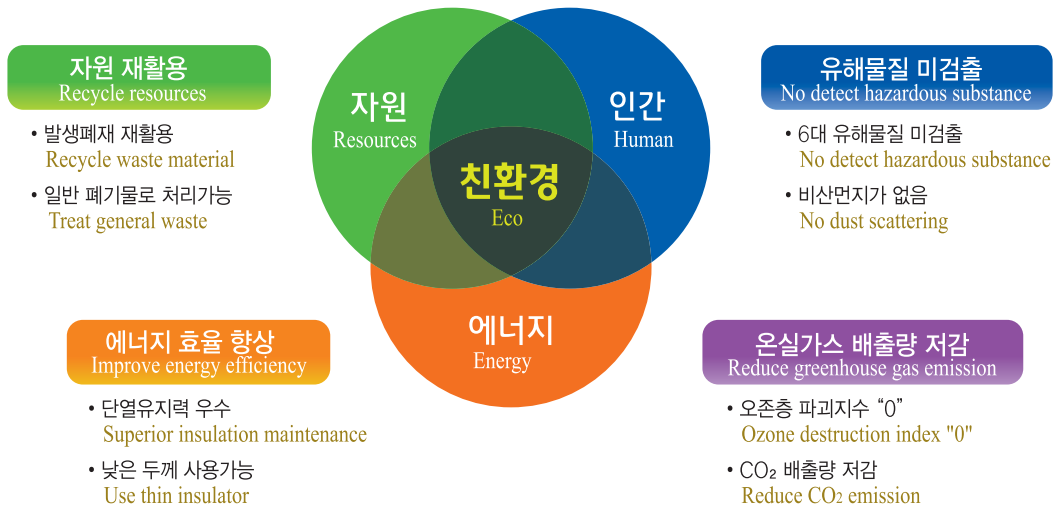 자원 재활용
Recycle resources
• 발생폐재 재활용
Recycle waste material
• 일반 폐기물로 처리가능
Treat general waste
자원
Resources
인간
Human
친환경
Eco
에너지
Energy
유해물질 미검출
No detect hazardous substance
• 6대 유해물질 미검출
No detect hazardous substance
• 비산먼지가 없음
No dust scattering
에너지 효율 향상
Improve energy efficiency
• 단열유지력 우수
Superior insulation maintenance
• 낮은 두께 사용가능
Use thin insulator
온실가스 배출량 저감
Reduce greenhouse gas emission
• 오존층 파괴지수 “0”
Ozone destruction index "0"
• CO₂ 배출량 저감
Reduce CO₂ emission